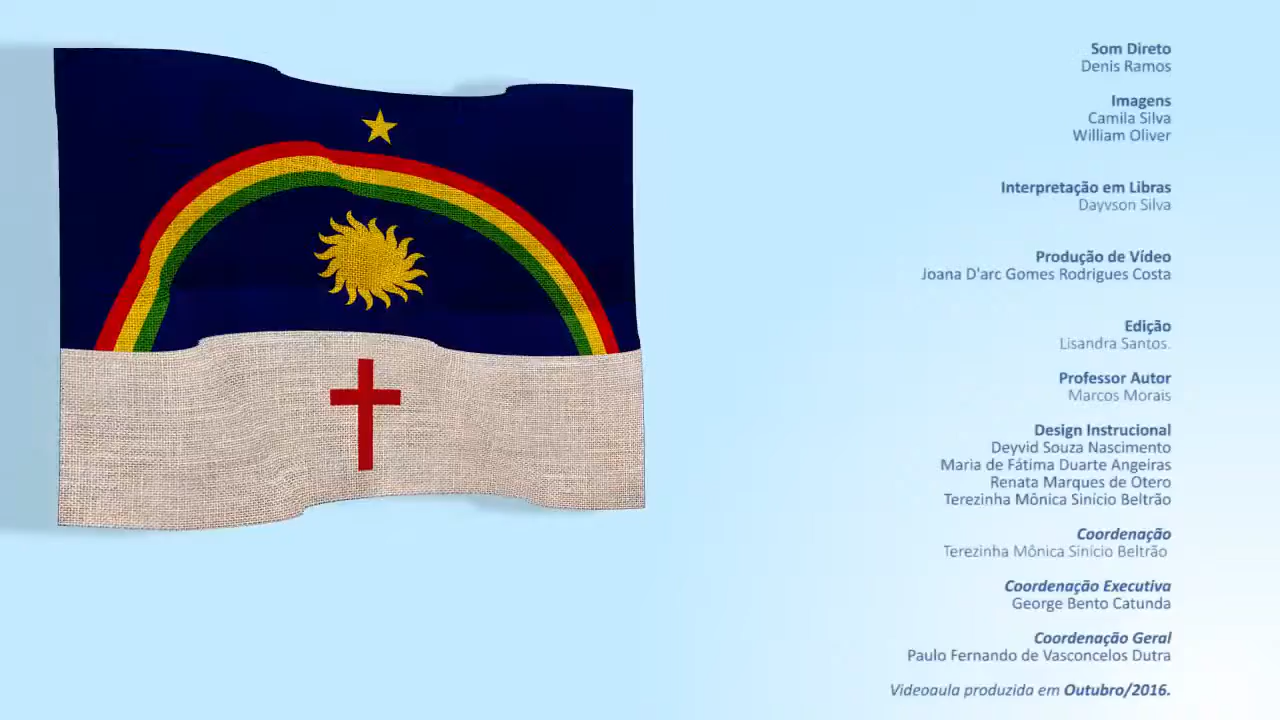 Som Direto
Denis Ramos
Imagens
Camila Silva
William Oliver
Interpretação em Libras
Dayvson Silva
Produção de Vídeo
Joana D'arc Gomes Rodrigues Costa
Edição
Lisandra Santos.
Professor Autor
Marcos Morais
Design Instrucional
Deyvid Souza Nascimento
Maria de Fátima Duarte Angeiras
Renata Marques de Otero
Terezinha Mônica Sinício Beltrão
Coordenação
Terezinha Mônica Sinício Beltrão
Coordenação Executiva
George Bento Catunda
Coordenação Geral
Paulo Fernando de Vasconcelos Dutra
Videoaula produzida em Outubro/2016.